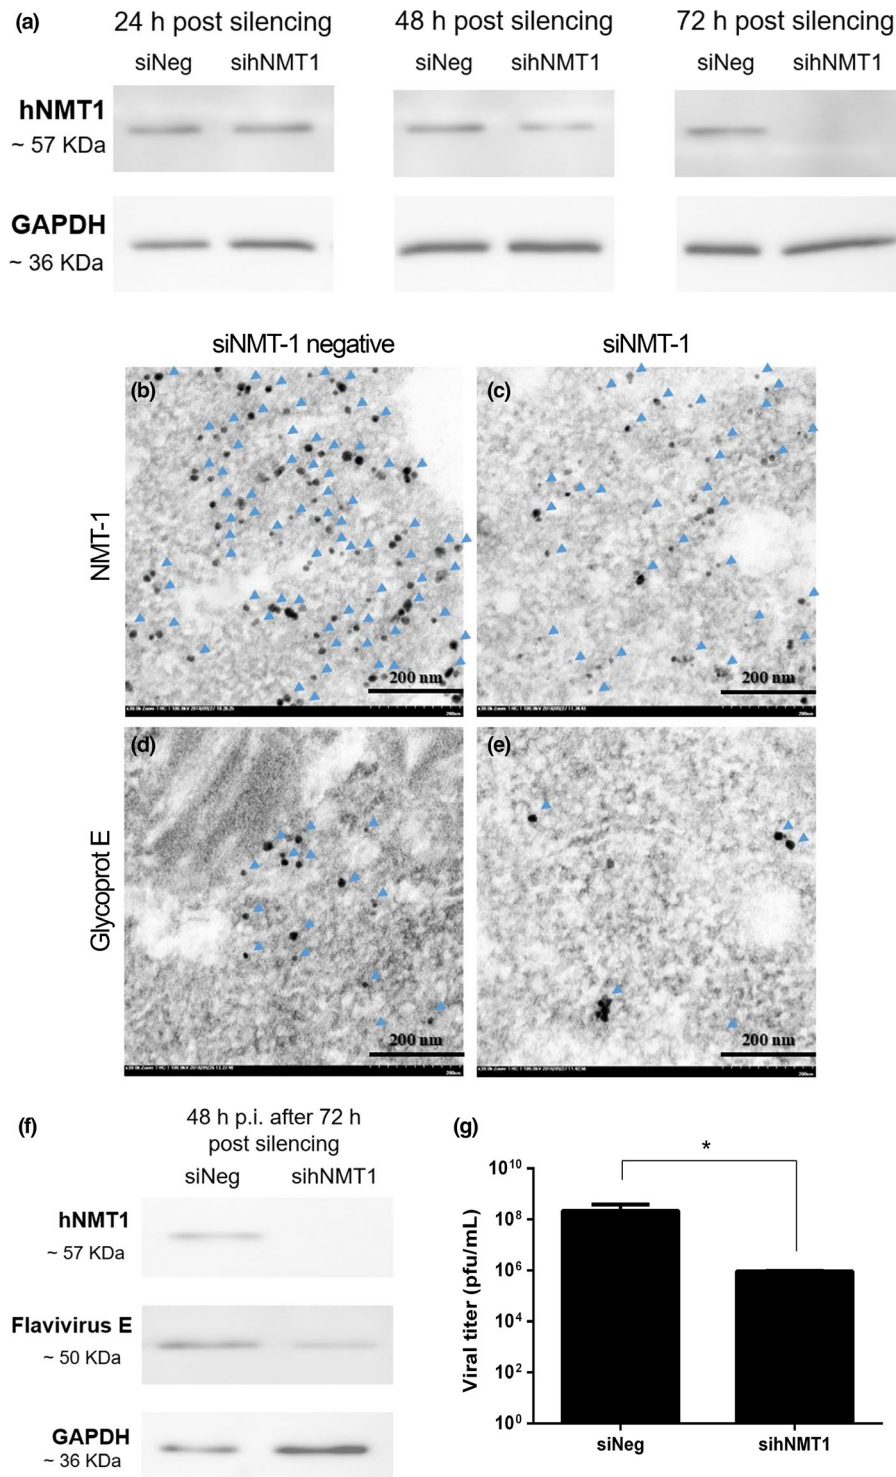 (a)
24 h post silencing 48 h post silencing 72 h post silencing
siNeg sihNMT1 siNeg sihNMT1 siNeg sihNMT1
hNMT1
~ 57 KDa
GAPDH
~ 36 KDa
siNMT-1 negative siNMT-1
(b) (c)
NMT-1
200 nm 200 nm
(d) (e)
Glycoprot E
200 nm 200 nm
(f)
48 h p.i. after 72 h
post silencing
siNeg sihNMT1
hNMT1
~ 57 KDa
Flavivirus E
~ 50 KDa
GAPDH
~ 36 KDa
(g)
*
Viral titer (pfu/mL)
10¹⁰
10⁸
10⁶
10⁴
10²
10⁰
siNeg sihNMT1